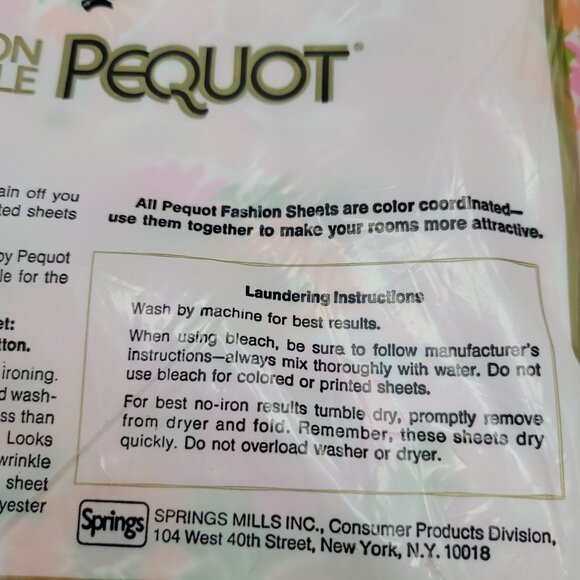 ON
LE PEQUOT®
ain off you
ted sheets
by Pequot
le for the
et:
tton.
ironing.
d wash-
ss than
Looks
wrinkle
sheet
yester
All Pequot Fashion Sheets are color coordinated—
use them together to make your rooms more attractive.
Laundering Instructions
Wash by machine for best results.
When using bleach, be sure to follow manufacturer's
instructions—always mix thoroughly with water. Do not
use bleach for colored or printed sheets.
For best no-iron results tumble dry, promptly remove
from dryer and fold. Remember, these sheets dry
quickly. Do not overload washer or dryer.
Springs SPRINGS MILLS INC., Consumer Products Division,
104 West 40th Street, New York, N.Y. 10018